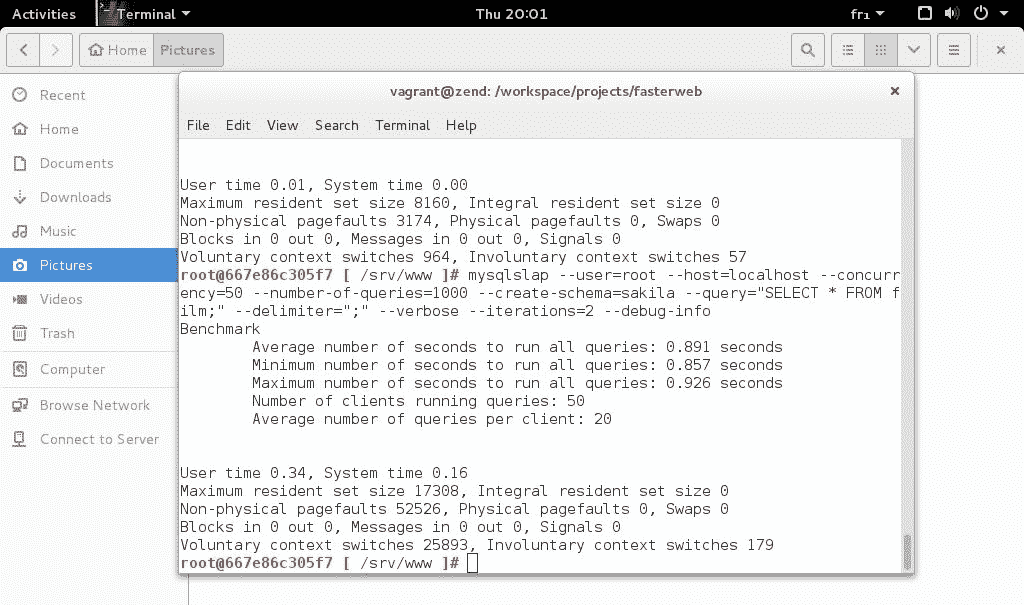 Activities Terminal Thu 20:01 fr₁
Home Pictures
Recent
Home
Documents
Downloads
Music
Pictures
Videos
Trash
Computer
Browse Network
Connect to Server
vagrant@zend: /workspace/projects/fasterweb
File Edit View Search Terminal Help
User time 0.01, System time 0.00
Maximum resident set size 8160, Integral resident set size 0
Non-physical pagefaults 3174, Physical pagefaults 0, Swaps 0
Blocks in 0 out 0, Messages in 0 out 0, Signals 0
Voluntary context switches 964, Involuntary context switches 57
root@667e86c305f7 [ /srv/www ]# mysqlslap --user=root --host=localhost --concurr
ency=50 --number-of-queries=1000 --create-schema=sakila --query="SELECT * FROM f
ilm;" --delimiter=";" --verbose --iterations=2 --debug-info
Benchmark
Average number of seconds to run all queries: 0.891 seconds
Minimum number of seconds to run all queries: 0.857 seconds
Maximum number of seconds to run all queries: 0.926 seconds
Number of clients running queries: 50
Average number of queries per client: 20
User time 0.34, System time 0.16
Maximum resident set size 17308, Integral resident set size 0
Non-physical pagefaults 52526, Physical pagefaults 0, Swaps 0
Blocks in 0 out 0, Messages in 0 out 0, Signals 0
Voluntary context switches 25893, Involuntary context switches 179
root@667e86c305f7 [ /srv/www ]#